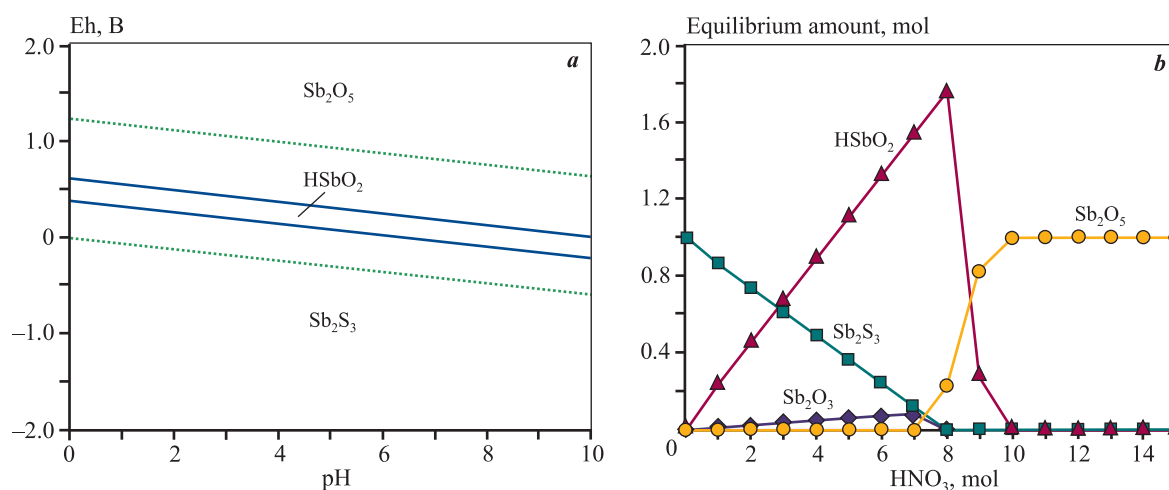 Eh, B
a
2.0
1.0
0
–1.0
–2.0
Sb₂O₅
HSbO₂
Sb₂S₃
0 2 4 6 8 10
pH
Equilibrium amount, mol
b
2.0
1.6
1.2
0.8
0.4
0
HSbO₂
Sb₂O₅
Sb₂S₃
Sb₂O₃
2 4 6 8 10 12 14
HNO₃, mol